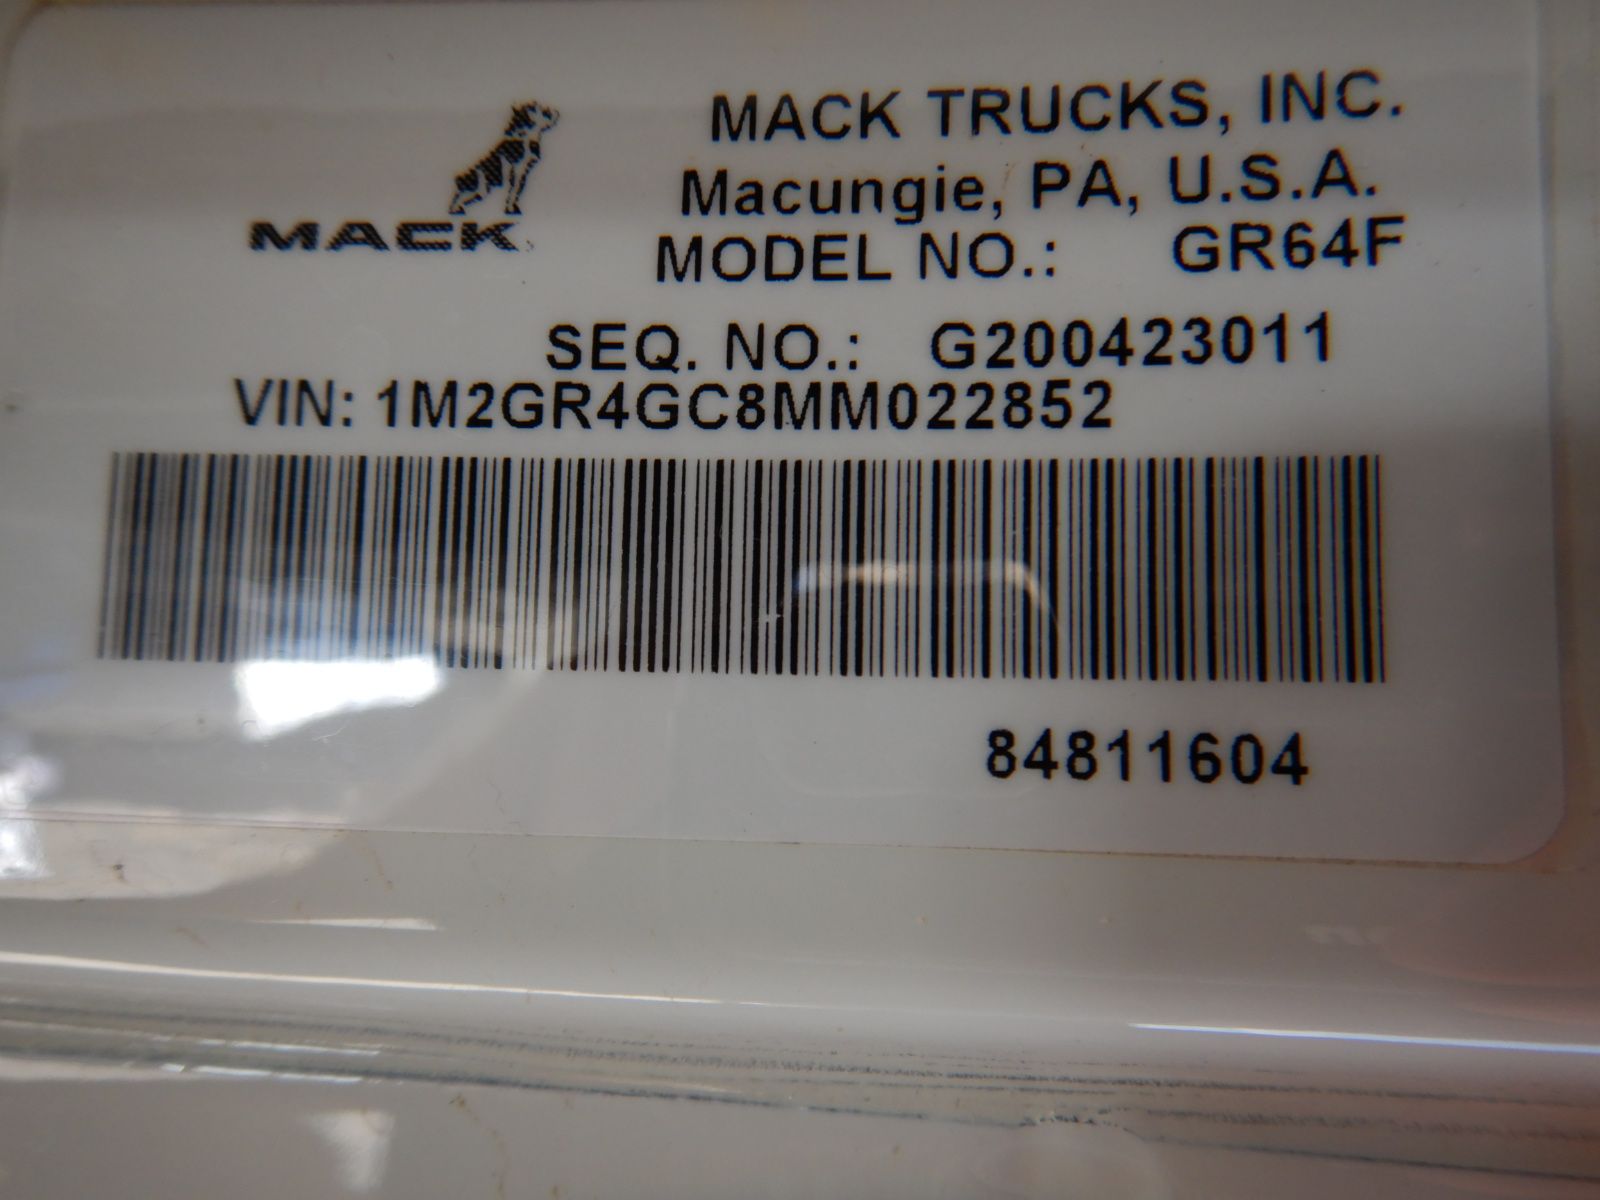 MACK
MACK TRUCKS, INC.
Macungie, PA, U.S.A.
MODEL NO.: GR64F
SEQ. NO.: G200423011
VIN: 1M2GR4GC8MM022852
84811604